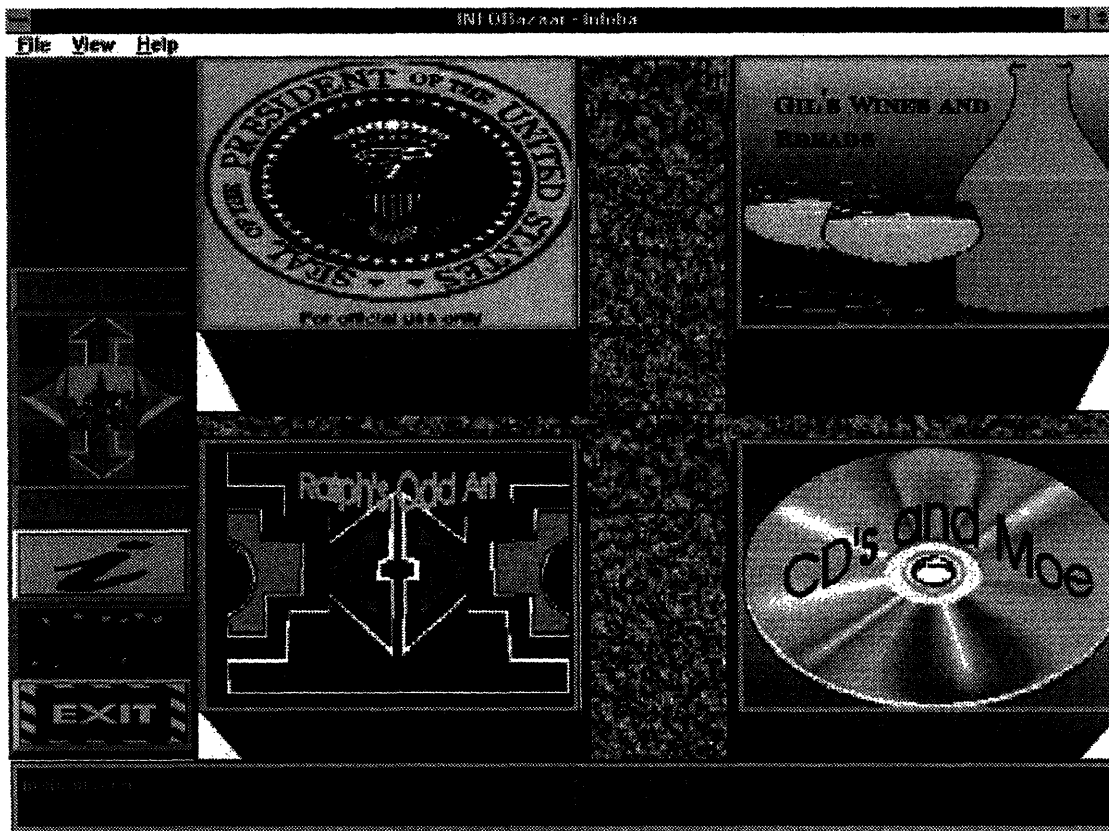 INFOBazaar - Infoba
File View Help
SEAL OF THE PRESIDENT OF THE UNITED STATES
For official use only
GIL'S WINES AND
Ralph's Odd Art
CD's and Moe
EXIT